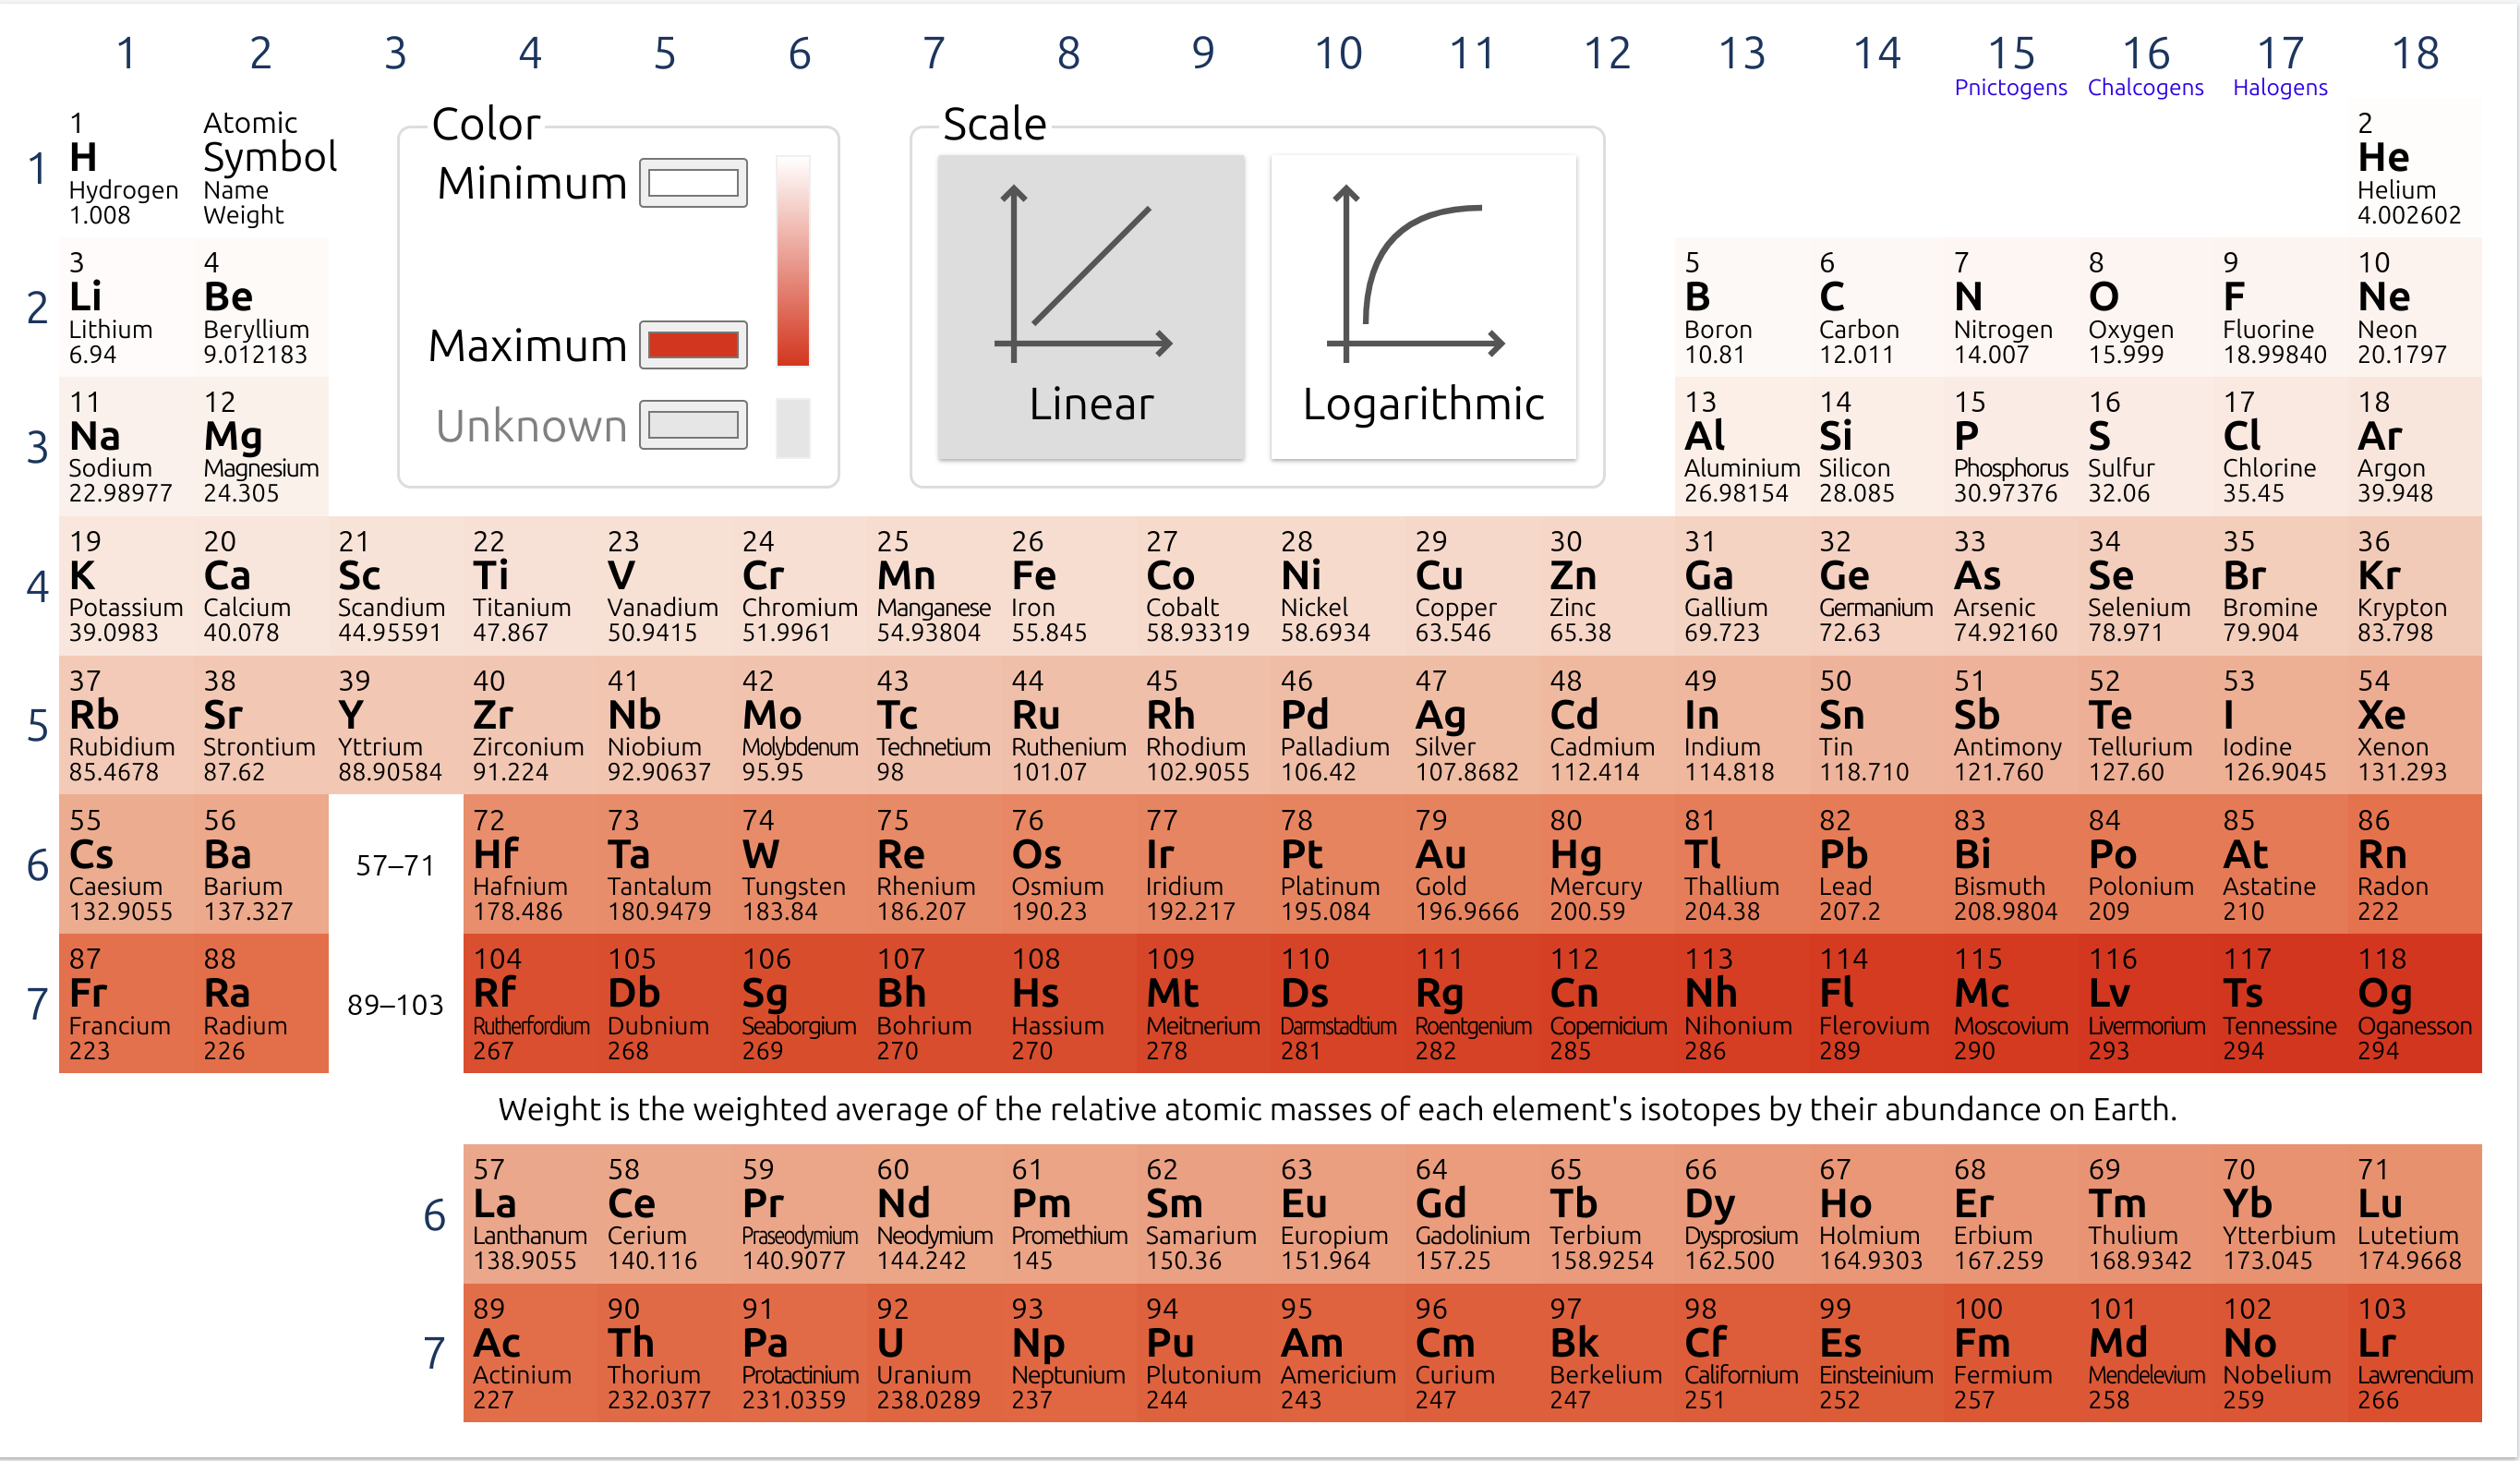 1 2 3 4 5 6 7 8 9 10 11 12 13 14 15 16 17 18
Pnictogens Chalcogens Halogens
1
1
H
Hydrogen
1.008
Atomic
Symbol
Name
Weight
Color
Minimum
Maximum
Unknown
Scale
Linear
Logarithmic
2
He
Helium
4.002602
2
3 4 5 6 7 8 9 10
Li Be B C N O F Ne
Lithium Beryllium Boron Carbon Nitrogen Oxygen Fluorine Neon
6.94 9.012183 10.81 12.011 14.007 15.999 18.99840 20.1797
3
11 12 13 14 15 16 17 18
Na Mg Al Si P S Cl Ar
Sodium Magnesium Aluminium Silicon Phosphorus Sulfur Chlorine Argon
22.98977 24.305 26.98154 28.085 30.97376 32.06 35.45 39.948
4
19 20 21 22 23 24 25 26 27 28 29 30 31 32 33 34 35 36
K Ca Sc Ti V Cr Mn Fe Co Ni Cu Zn Ga Ge As Se Br Kr
Potassium Calcium Scandium Titanium Vanadium Chromium Manganese Iron Cobalt Nickel Copper Zinc Gallium Germanium Arsenic Selenium Bromine Krypton
39.0983 40.078 44.95591 47.867 50.9415 51.9961 54.93804 55.845 58.93319 58.6934 63.546 65.38 69.723 72.63 74.92160 78.971 79.904 83.798
5
37 38 39 40 41 42 43 44 45 46 47 48 49 50 51 52 53 54
Rb Sr Y Zr Nb Mo Tc Ru Rh Pd Ag Cd In Sn Sb Te I Xe
Rubidium Strontium Yttrium Zirconium Niobium Molybdenum Technetium Ruthenium Rhodium Palladium Silver Cadmium Indium Tin Antimony Tellurium Iodine Xenon
85.4678 87.62 88.90584 91.224 92.90637 95.95 98 101.07 102.9055 106.42 107.8682 112.414 114.818 118.710 121.760 127.60 126.9045 131.293
6
55 56 72 73 74 75 76 77 78 79 80 81 82 83 84 85 86
Cs Ba 57–71 Hf Ta W Re Os Ir Pt Au Hg Tl Pb Bi Po At Rn
Caesium Barium Hafnium Tantalum Tungsten Rhenium Osmium Iridium Platinum Gold Mercury Thallium Lead Bismuth Polonium Astatine Radon
132.9055 137.327 178.486 180.9479 183.84 186.207 190.23 192.217 195.084 196.9666 200.59 204.38 207.2 208.9804 209 210 222
7
87 88 104 105 106 107 108 109 110 111 112 113 114 115 116 117 118
Fr Ra 89–103 Rf Db Sg Bh Hs Mt Ds Rg Cn Nh Fl Mc Lv Ts Og
Francium Radium Rutherfordium Dubnium Seaborgium Bohrium Hassium Meitnerium Darmstadtium Roentgenium Copernicium Nihonium Flerovium Moscovium Livermorium Tennessine Oganesson
223 226 267 268 269 270 270 278 281 282 285 286 289 290 293 294 294
Weight is the weighted average of the relative atomic masses of each element's isotopes by their abundance on Earth.
6
57 58 59 60 61 62 63 64 65 66 67 68 69 70 71
La Ce Pr Nd Pm Sm Eu Gd Tb Dy Ho Er Tm Yb Lu
Lanthanum Cerium Praseodymium Neodymium Promethium Samarium Europium Gadolinium Terbium Dysprosium Holmium Erbium Thulium Ytterbium Lutetium
138.9055 140.116 140.9077 144.242 145 150.36 151.964 157.25 158.9254 162.500 164.9303 167.259 168.9342 173.045 174.9668
7
89 90 91 92 93 94 95 96 97 98 99 100 101 102 103
Ac Th Pa U Np Pu Am Cm Bk Cf Es Fm Md No Lr
Actinium Thorium Protactinium Uranium Neptunium Plutonium Americium Curium Berkelium Californium Einsteinium Fermium Mendelevium Nobelium Lawrencium
227 232.0377 231.0359 238.0289 237 244 243 247 247 251 252 257 258 259 266